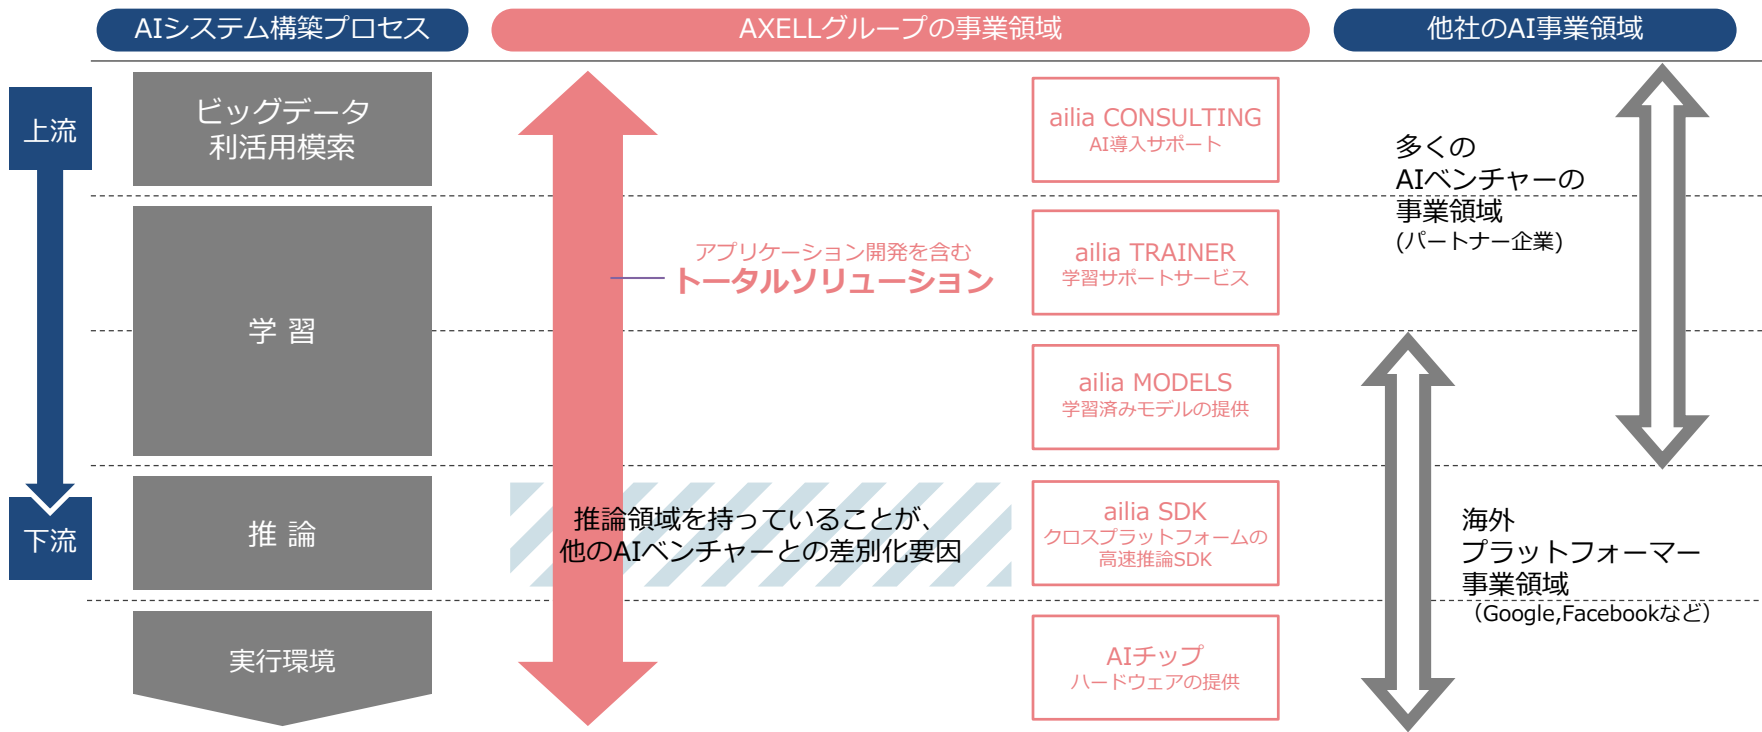 AIシステム構築プロセス
AXELLグループの事業領域
他社のAI事業領域
上流
下流
ビッグデータ
利活用模索
学 習
推 論
実行環境
アプリケーション開発を含む
トータルソリューション
推論領域を持っていることが、
他のAIベンチャーとの差別化要因
ailia CONSULTING
AI導入サポート
ailia TRAINER
学習サポートサービス
ailia MODELS
学習済みモデルの提供
ailia SDK
クロスプラットフォームの
高速推論SDK
AIチップ
ハードウェアの提供
多くの
AIベンチャーの
事業領域
(パートナー企業)
海外
プラットフォーマー
事業領域
（Google,Facebookなど）